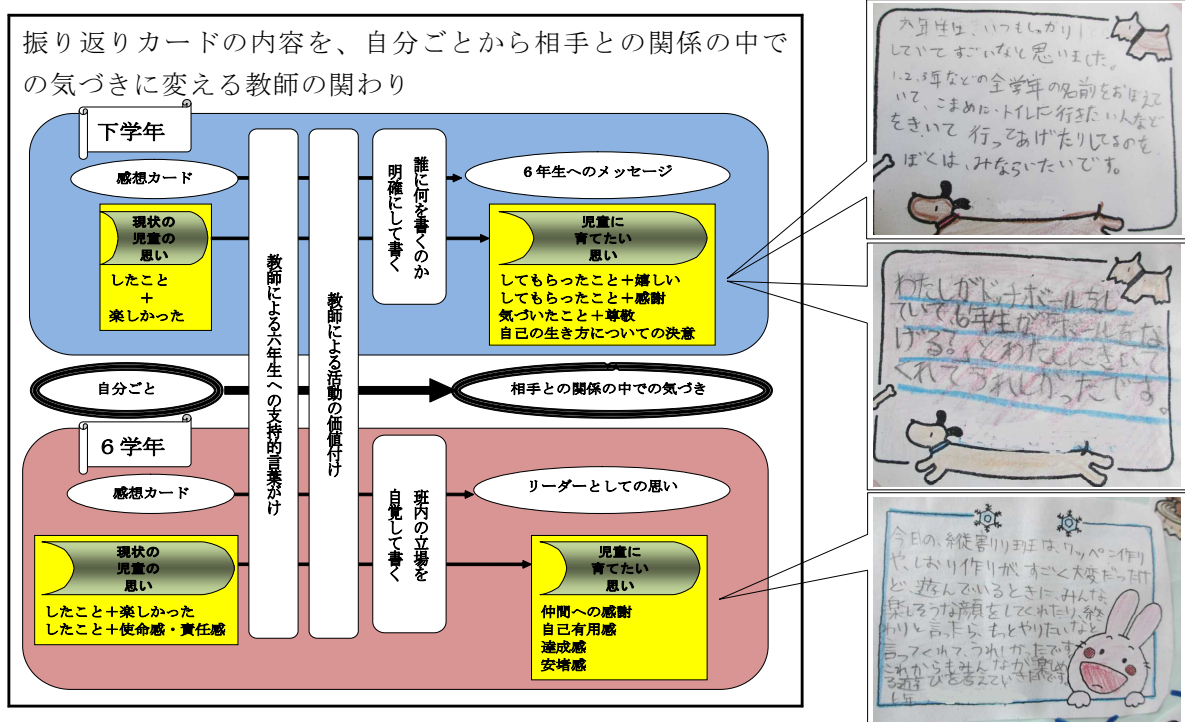 振り返りカードの内容を、自分ごとから相手との関係の中で
の気づきに変える教師の関わり
下学年
感想カード
現状の
児童の
思い
したこと
＋
楽しかった
教師による六年生への支持的言葉がけ
教師による活動の価値付け
誰に何を書くのか
明確にして書く
６年生へのメッセージ
児童に
育てたい
思い
してもらったこと＋嬉しい
してもらったこと＋感謝
気づいたこと＋尊敬
自己の生き方についての決意
自分ごと
相手との関係の中での気づき
６学年
感想カード
現状の
児童の
思い
したこと＋楽しかった
したこと＋使命感・責任感
班内の立場を
自覚して書く
リーダーとしての思い
児童に
育てたい
思い
仲間への感謝
自己有用感
達成感
安堵感
六年生は、いつもしっかり
していてすごいなと思いました。
1.2.3年などの全学年の名前をおぼえて
いて、こまめに、トイレに行きたい人など
をきいて 行ってあげたりしてるのを
ぼくは、みならいたいです。
わたしがドッチボールをし
ていて6年生が「ボールをな
げる?」とわたしにきいて
くれてうれしかったです。
今日の、縦割り班は、ワッペン作り
や、しおり作りが、すごく大変だったけ
ど、遊んでいるときに、みんな
楽しそうな顔をしてくれたり、終
わりと言ったら、もっとやりたいなと
言ってくれて、うれしかったです
これからもみんなが楽しめ
る遊びを考えていきたいです。